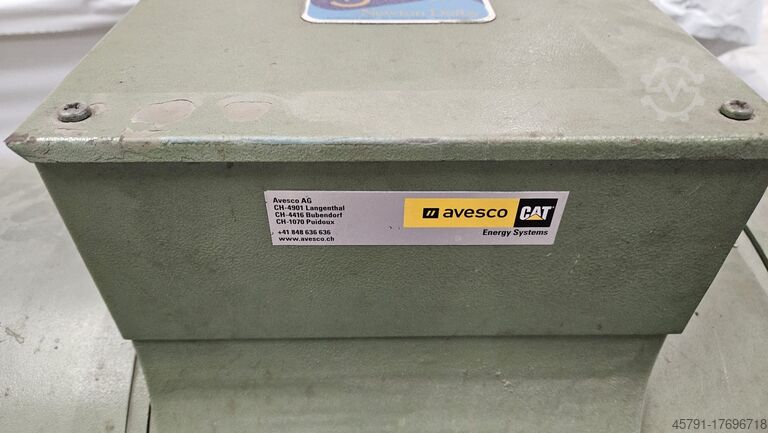 Avesco AG
CH-4901 Langenthal
CH-4416 Bubendorf
CH-1070 Puidoux
+41 848 636 636
www.avesco.ch
avesco CAT
Energy Systems
45791-17696718